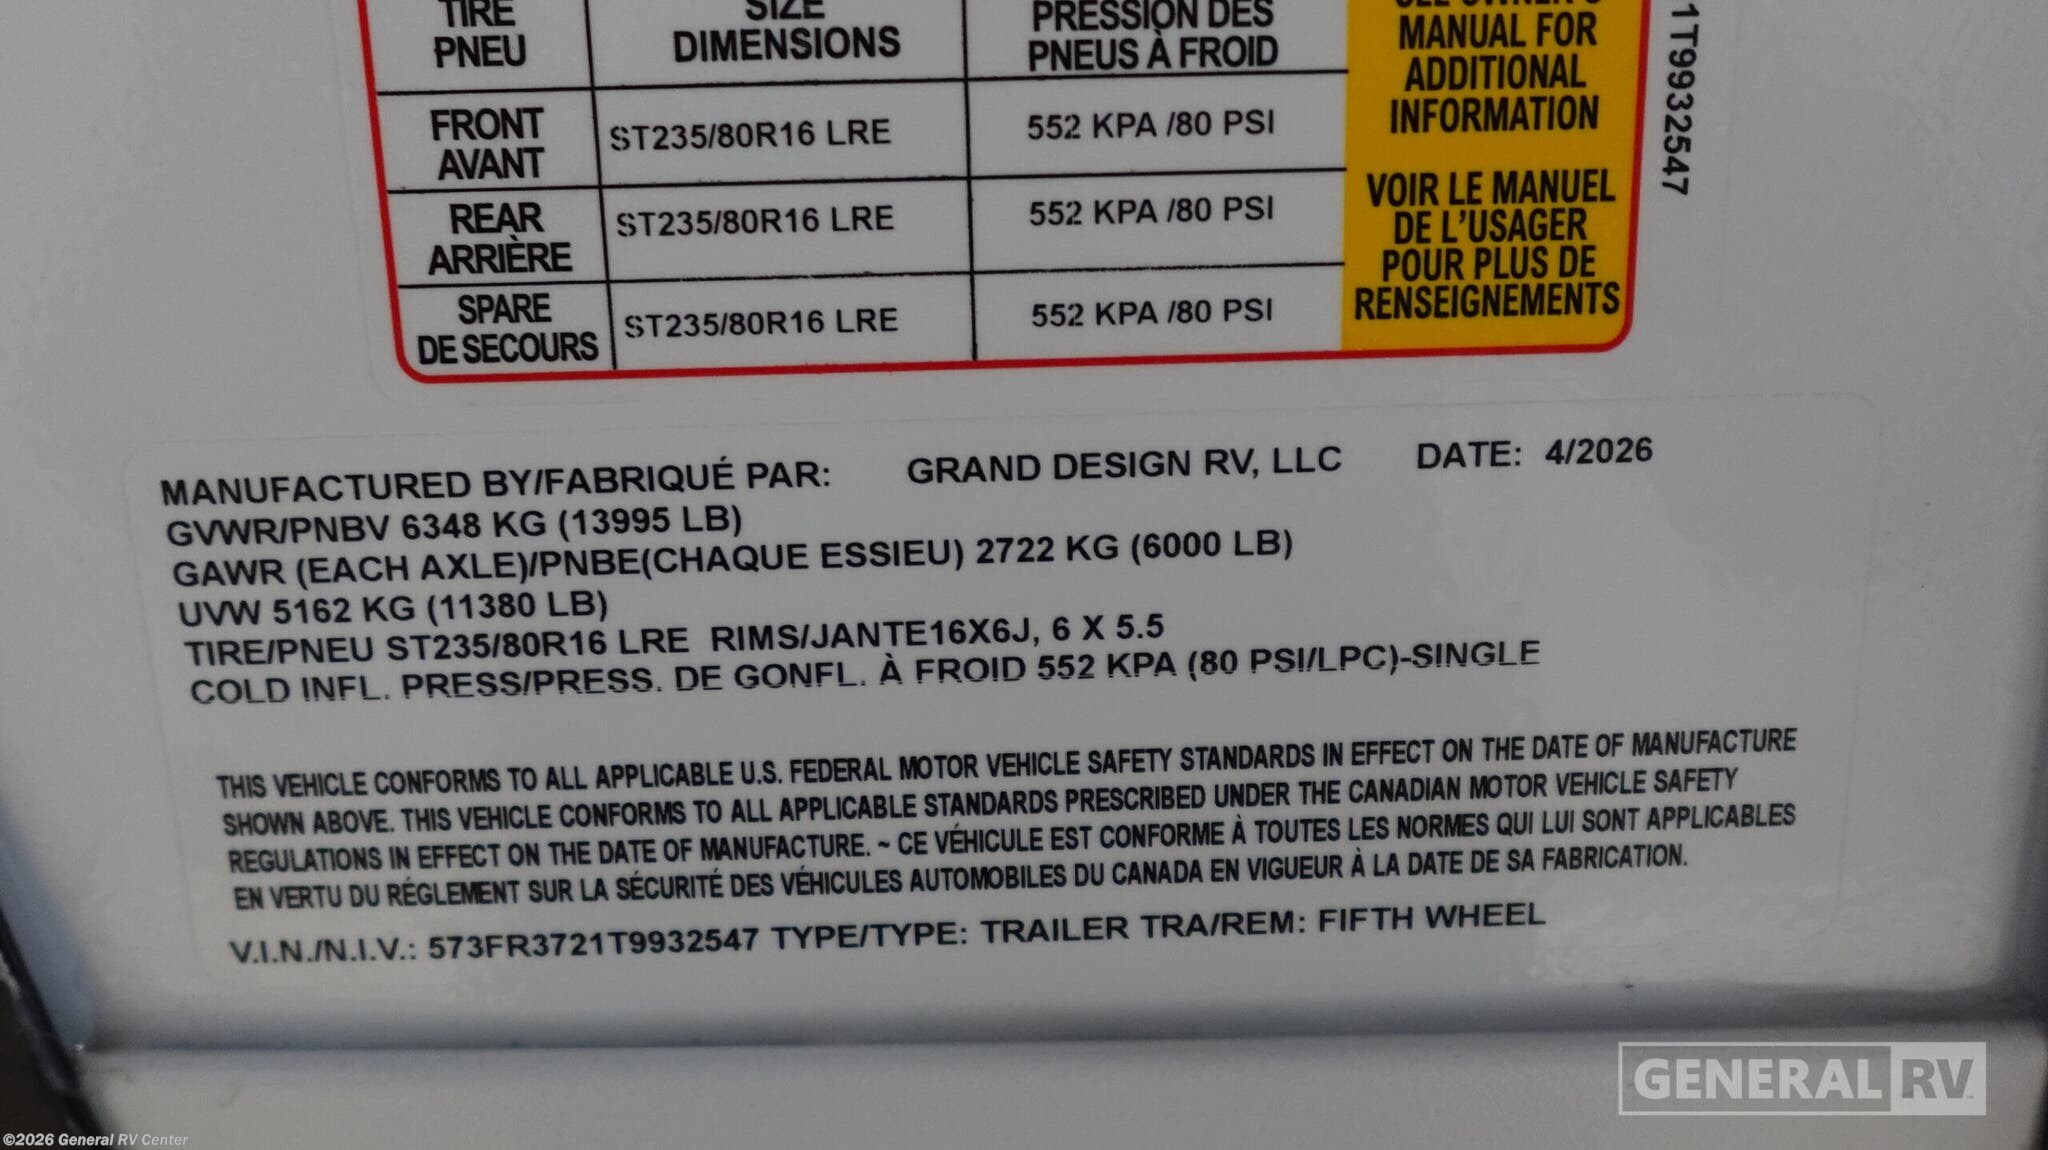 TIRE SIZE PRESSION DES
PNEU DIMENSIONS PNEUS À FROID
MANUAL FOR
ADDITIONAL
INFORMATION
FRONT
AVANT
ST235/80R16 LRE 552 KPA /80 PSI
VOIR LE MANUEL
DE L'USAGER
POUR PLUS DE
RENSEIGNEMENTS
REAR
ARRIÈRE
ST235/80R16 LRE 552 KPA /80 PSI
SPARE
DE SECOURS
ST235/80R16 LRE 552 KPA /80 PSI
1T9932547
MANUFACTURED BY/FABRIQUÉ PAR: GRAND DESIGN RV, LLC DATE: 4/2026
GVWR/PNBV 6348 KG (13995 LB)
GAWR (EACH AXLE)/PNBE(CHAQUE ESSIEU) 2722 KG (6000 LB)
UVW 5162 KG (11380 LB)
TIRE/PNEU ST235/80R16 LRE RIMS/JANTE16X6J, 6 X 5.5
COLD INFL. PRESS/PRESS. DE GONFL. À FROID 552 KPA (80 PSI/LPC)-SINGLE
THIS VEHICLE CONFORMS TO ALL APPLICABLE U.S. FEDERAL MOTOR VEHICLE SAFETY STANDARDS IN EFFECT ON THE DATE OF MANUFACTURE
SHOWN ABOVE. THIS VEHICLE CONFORMS TO ALL APPLICABLE STANDARDS PRESCRIBED UNDER THE CANADIAN MOTOR VEHICLE SAFETY
REGULATIONS IN EFFECT ON THE DATE OF MANUFACTURE. ~ CE VÉHICULE EST CONFORME À TOUTES LES NORMES QUI LUI SONT APPLICABLES
EN VERTU DU RÉGLEMENT SUR LA SÉCURITÉ DES VÉHICULES AUTOMOBILES DU CANADA EN VIGUEUR À LA DATE DE SA FABRICATION.
V.I.N./N.I.V.: 573FR3721T9932547 TYPE/TYPE: TRAILER TRA/REM: FIFTH WHEEL
GENERAL RV
©2026 General RV Center